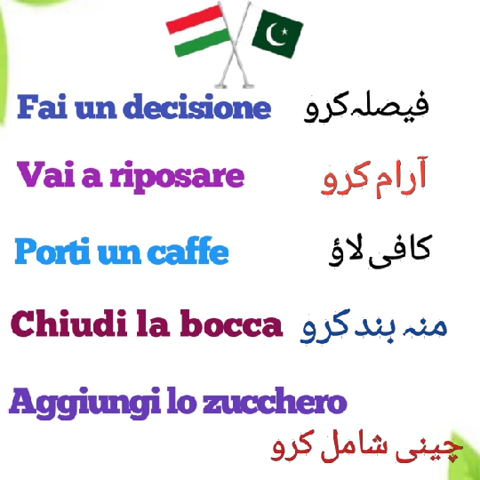 Fai un decisione فیصلہ کرو
Vai a riposare آرام کرو
Porti un caffe کافی لاؤ
Chiudi la bocca منہ بند کرو
Aggiungi lo zucchero
چینی شامل کرو